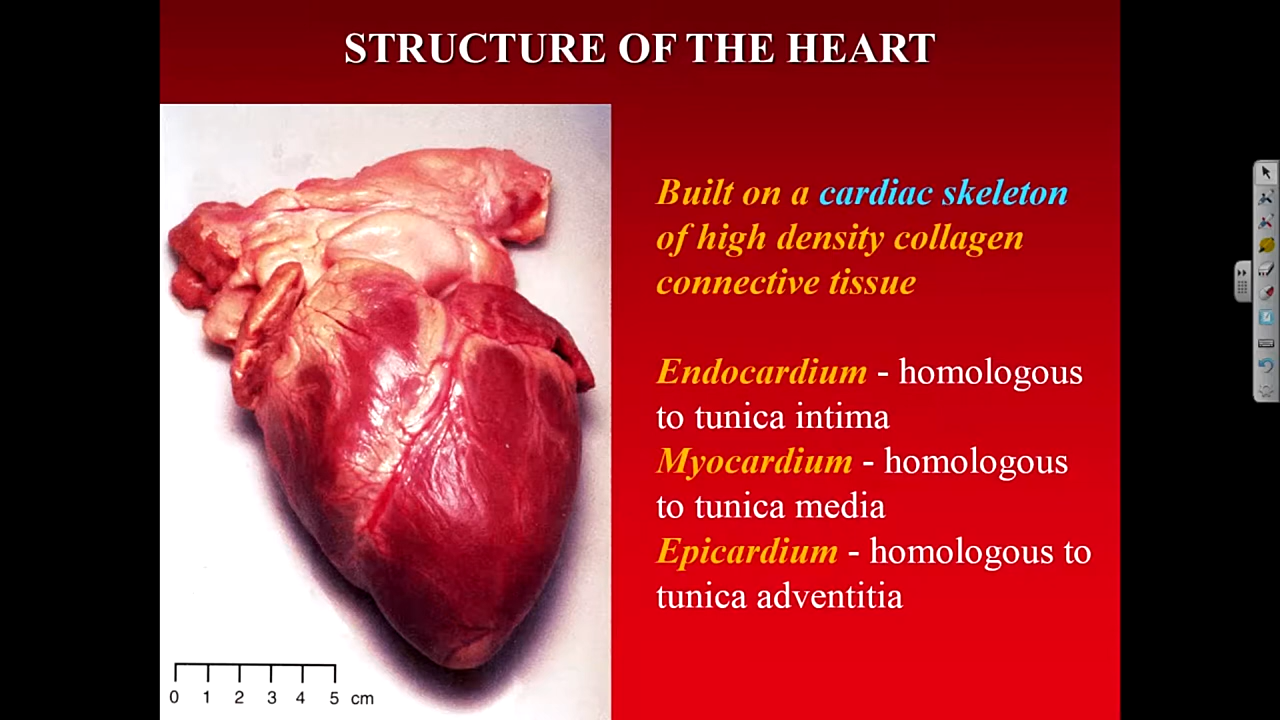 STRUCTURE OF THE HEART
Built on a cardiac skeleton
of high density collagen
connective tissue
Endocardium - homologous
to tunica intima
Myocardium - homologous
to tunica media
Epicardium - homologous to
tunica adventitia
0 1 2 3 4 5 cm